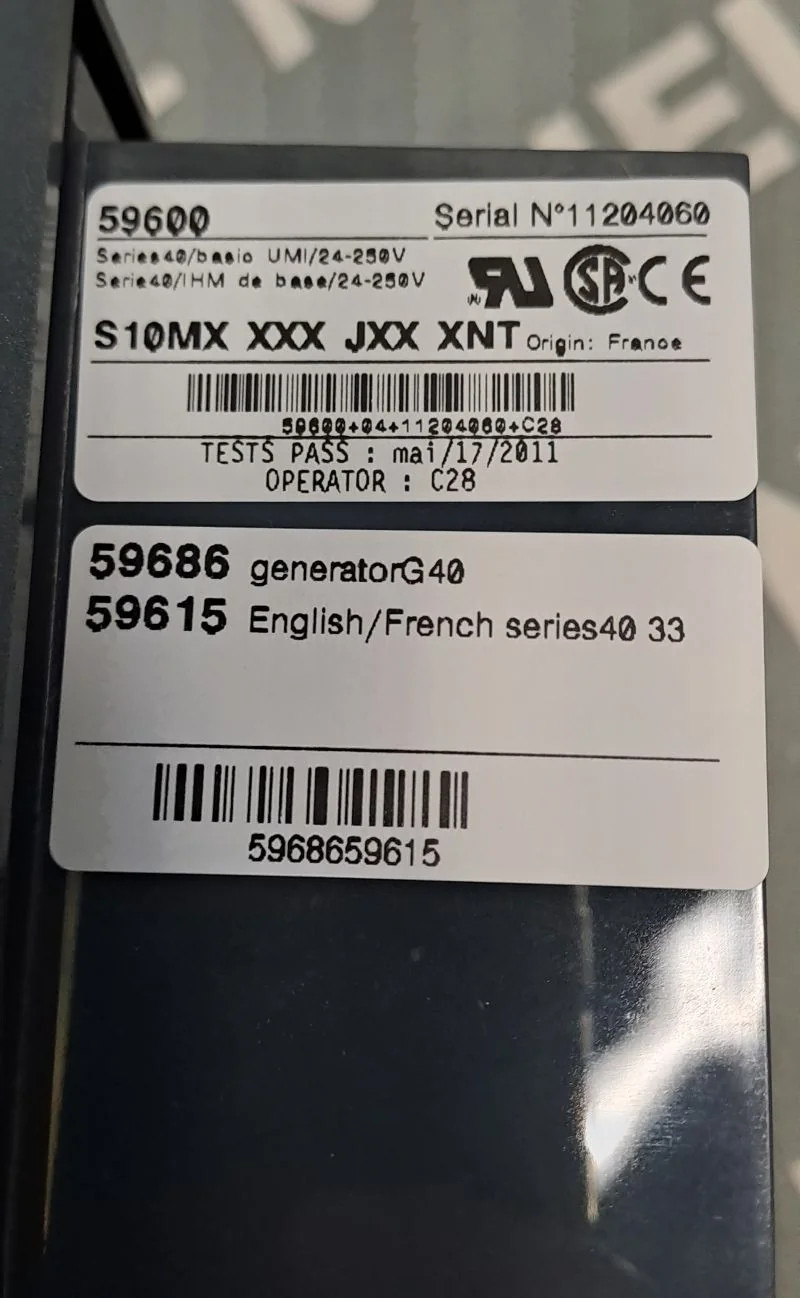 59600
Serial N°11204060
Series40/basic UMI/24-250V
Serie40/IHM de base/24-250V
S10MX XXX JXX XNT Origin: France
59600+04+11204060+C28
TESTS PASS : mai/17/2011
OPERATOR : C28
59686 generatorG40
59615 English/French series40 33
5968659615